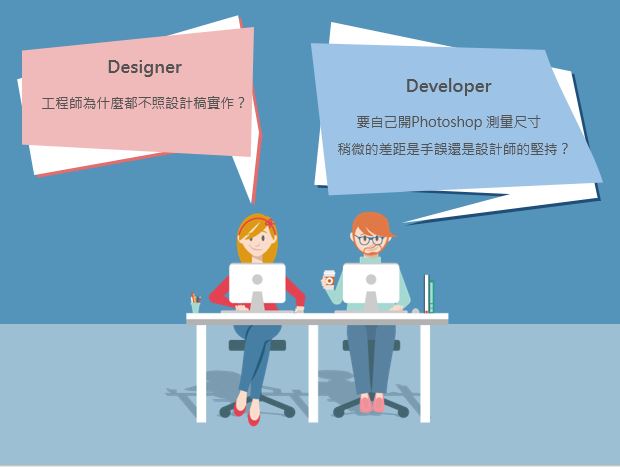 Designer
工程師為什麼都不照設計稿實作？
Developer
要自己開Photoshop 測量尺寸
稍微的差距是手誤還是設計師的堅持？